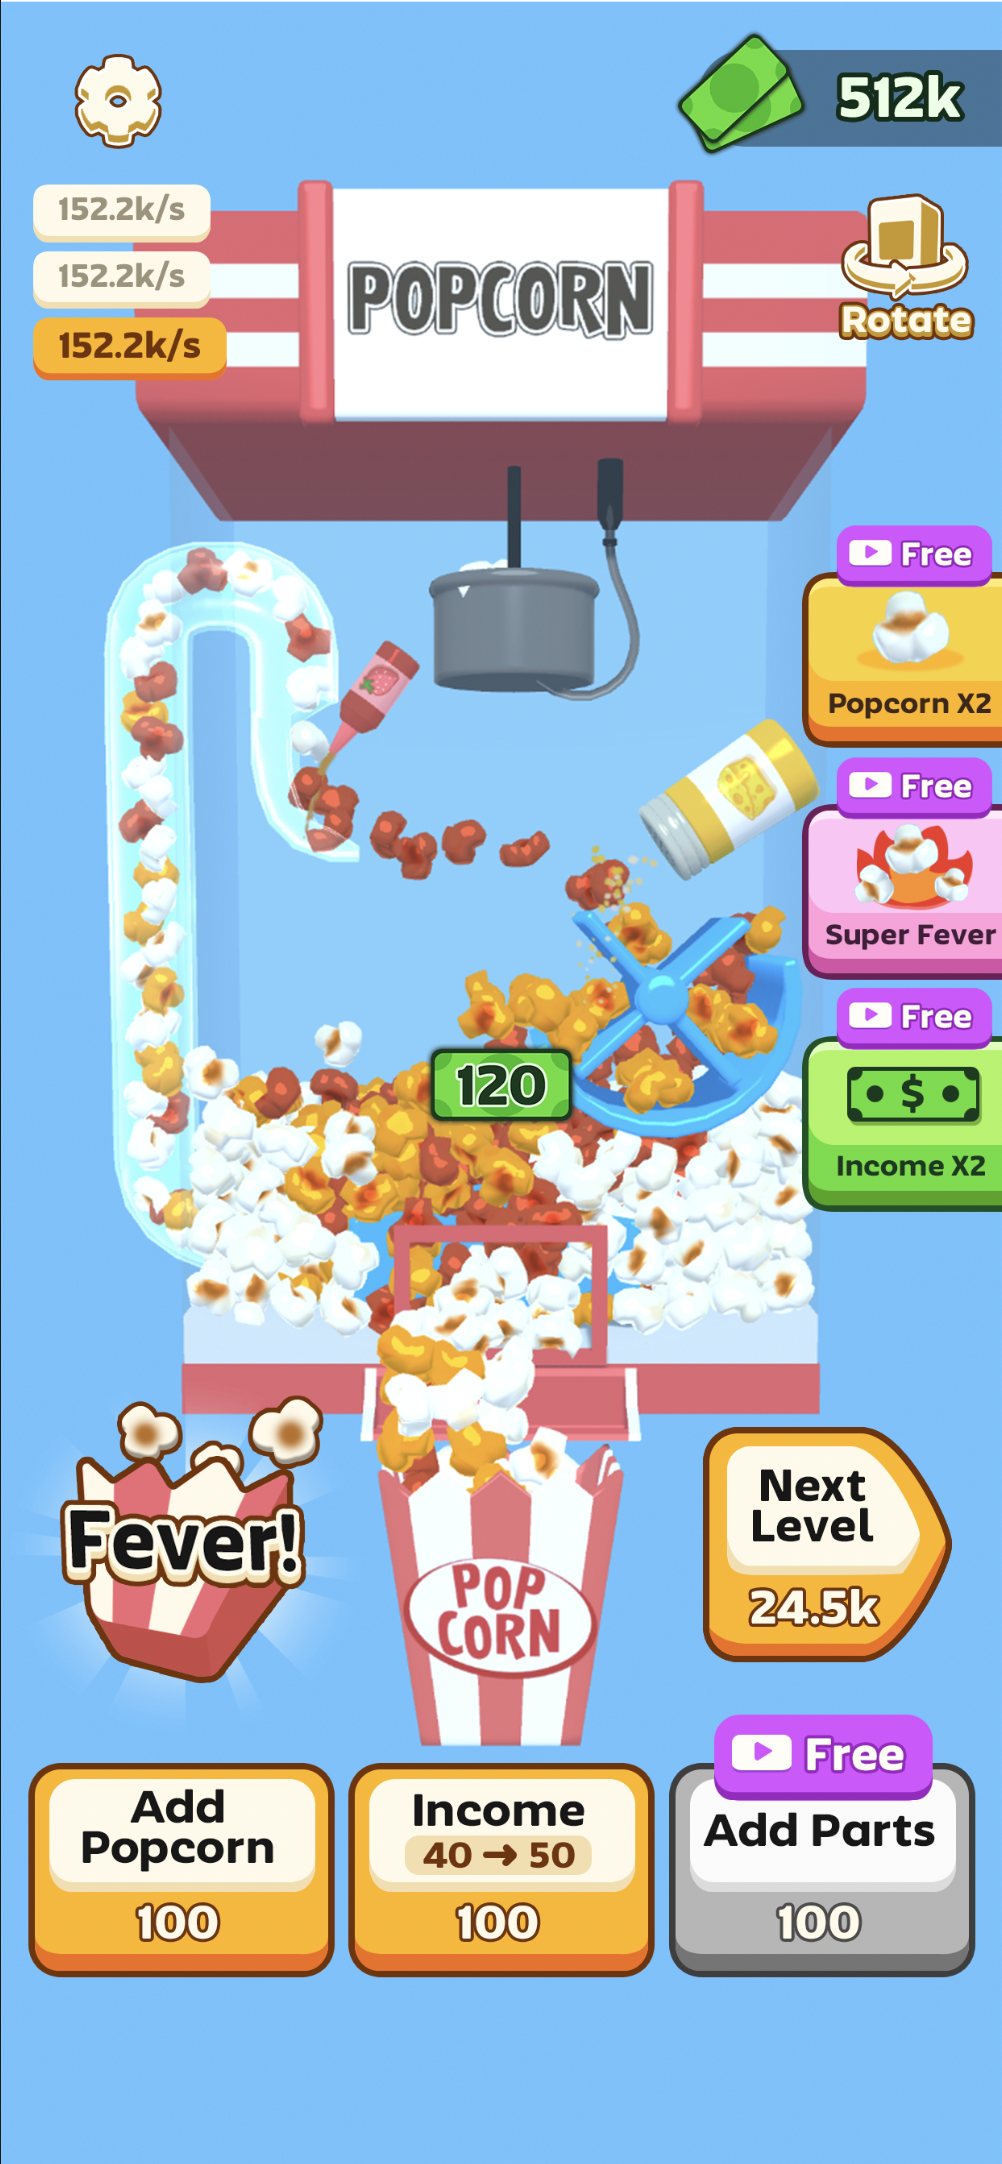 512k
152.2k/s
152.2k/s
152.2k/s
POPCORN
Rotate
Free
Popcorn X2
Free
Super Fever
Free
$
Income X2
120
Fever!
POP
CORN
Next
Level
24.5k
Add
Popcorn
100
Income
40 → 50
100
Free
Add Parts
100